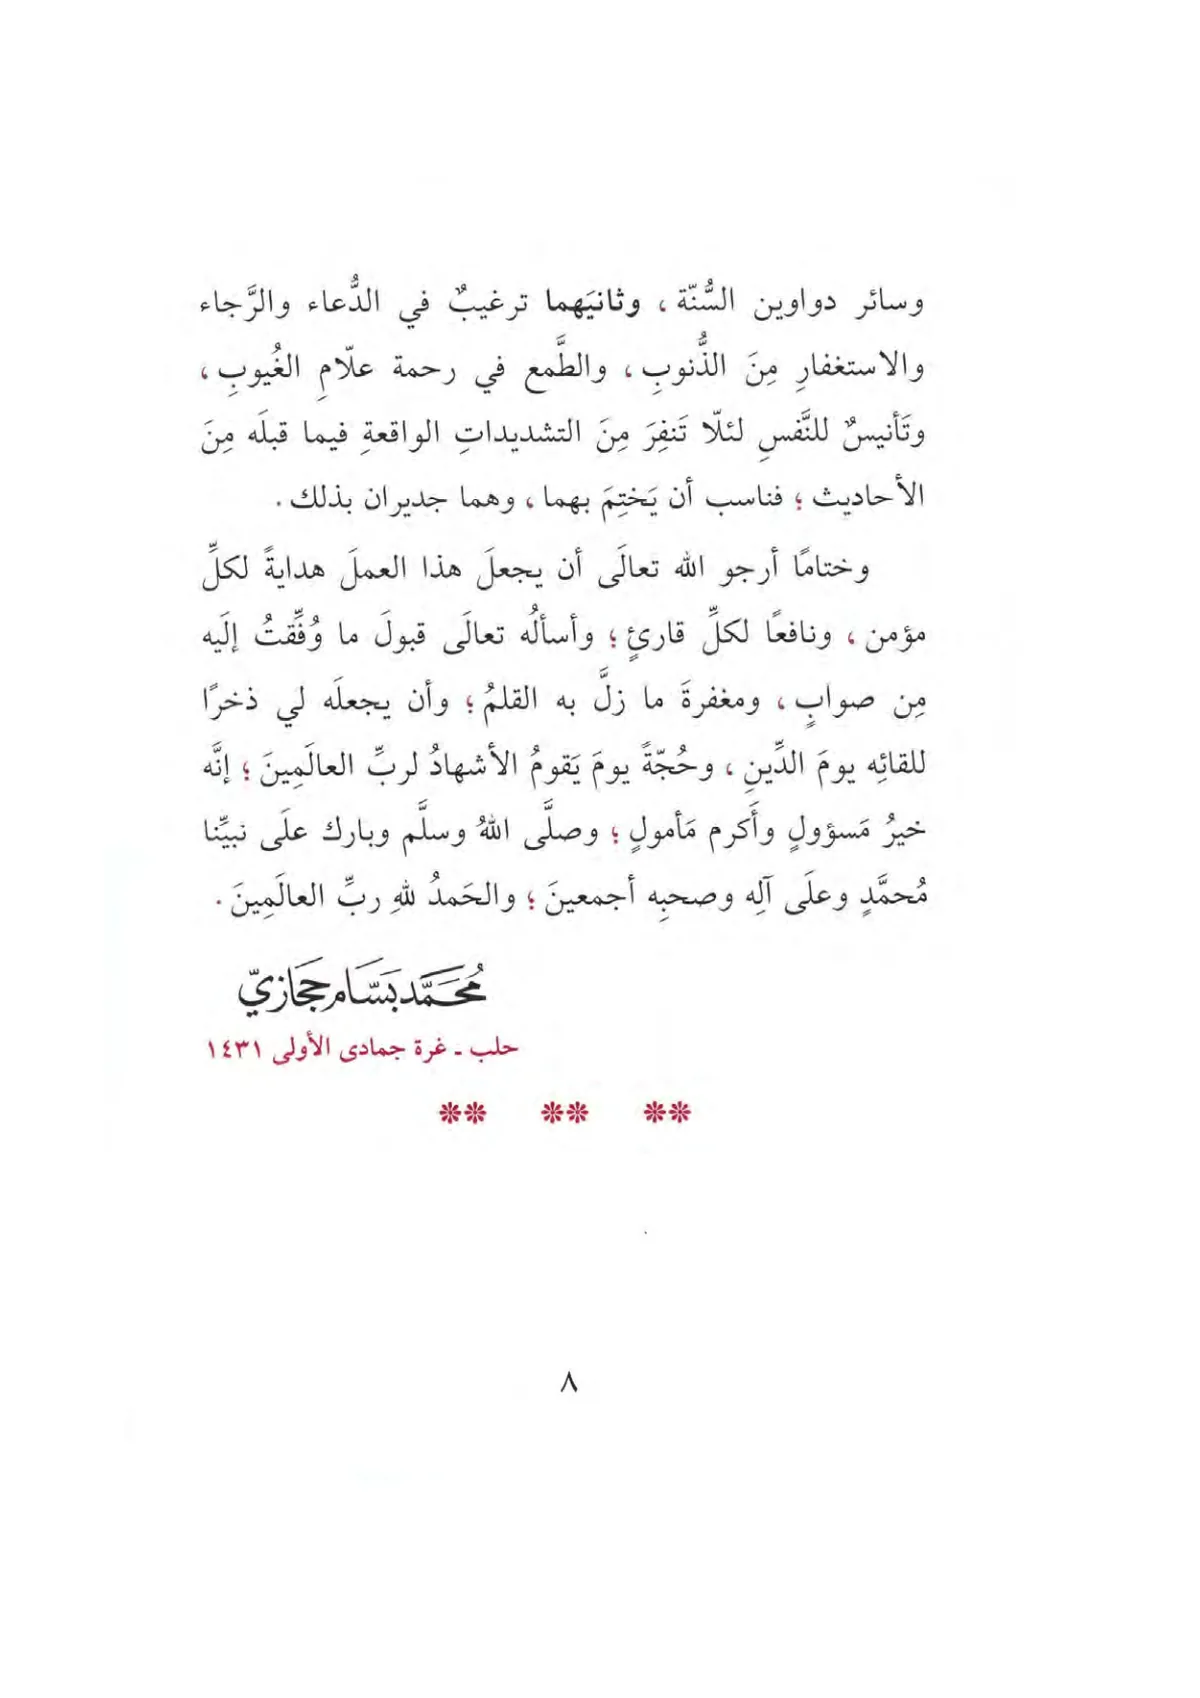 وسائر دواوين السُّنّة ، وثانيَهما ترغيبٌ في الدُّعاء والرَّجاء
والاستغفارِ مِنَ الذُّنوبِ ، والطَّمع في رحمة علّامِ الغُيوبِ ،
وتَأنيسٌ للنَّفسِ لئلّا تَنفِرَ مِنَ التشديداتِ الواقعةِ فيما قبلَه مِنَ
الأحاديث ؛ فناسب أن يَختِمَ بهما ، وهما جديران بذلك .
وختامًا أرجو الله تعالَى أن يجعلَ هذا العملَ هدايةً لكلِّ
مؤمن ، ونافعًا لكلِّ قارئٍ ؛ وأسألُه تعالَى قبولَ ما وُفِّقتُ إلَيه
مِن صوابٍ ، ومغفرةَ ما زلَّ به القلمُ ؛ وأن يجعلَه لي ذخرًا
للقائِه يومَ الدِّينِ ، وحُجّةً يومَ يَقومُ الأشهادُ لربِّ العالَمِينَ ؛ إنَّه
خيرُ مَسؤولٍ وأَكرم مَأمولٍ ؛ وصلَّى اللهُ وسلَّم وبارك علَى نبيِّنا
مُحمَّدٍ وعلَى آلِه وصحبِه أجمعينَ ؛ والحَمدُ للهِ ربِّ العالَمِينَ .
مُحَمَّد بَسَّام حَجَازيّ
حلب - غرة جمادى الأولى ١٤٣١
٨